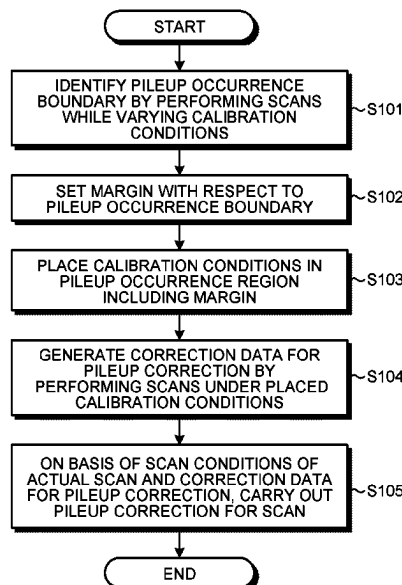 START
IDENTIFY PILEUP OCCURRENCE
BOUNDARY BY PERFORMING SCANS
WHILE VARYING CALIBRATION
CONDITIONS
S101
SET MARGIN WITH RESPECT TO
PILEUP OCCURRENCE BOUNDARY
S102
PLACE CALIBRATION CONDITIONS IN
PILEUP OCCURRENCE REGION
INCLUDING MARGIN
S103
GENERATE CORRECTION DATA FOR
PILEUP CORRECTION BY
PERFORMING SCANS UNDER PLACED
CALIBRATION CONDITIONS
S104
ON BASIS OF SCAN CONDITIONS OF
ACTUAL SCAN AND CORRECTION DATA
FOR PILEUP CORRECTION, CARRY OUT
PILEUP CORRECTION FOR SCAN
S105
END